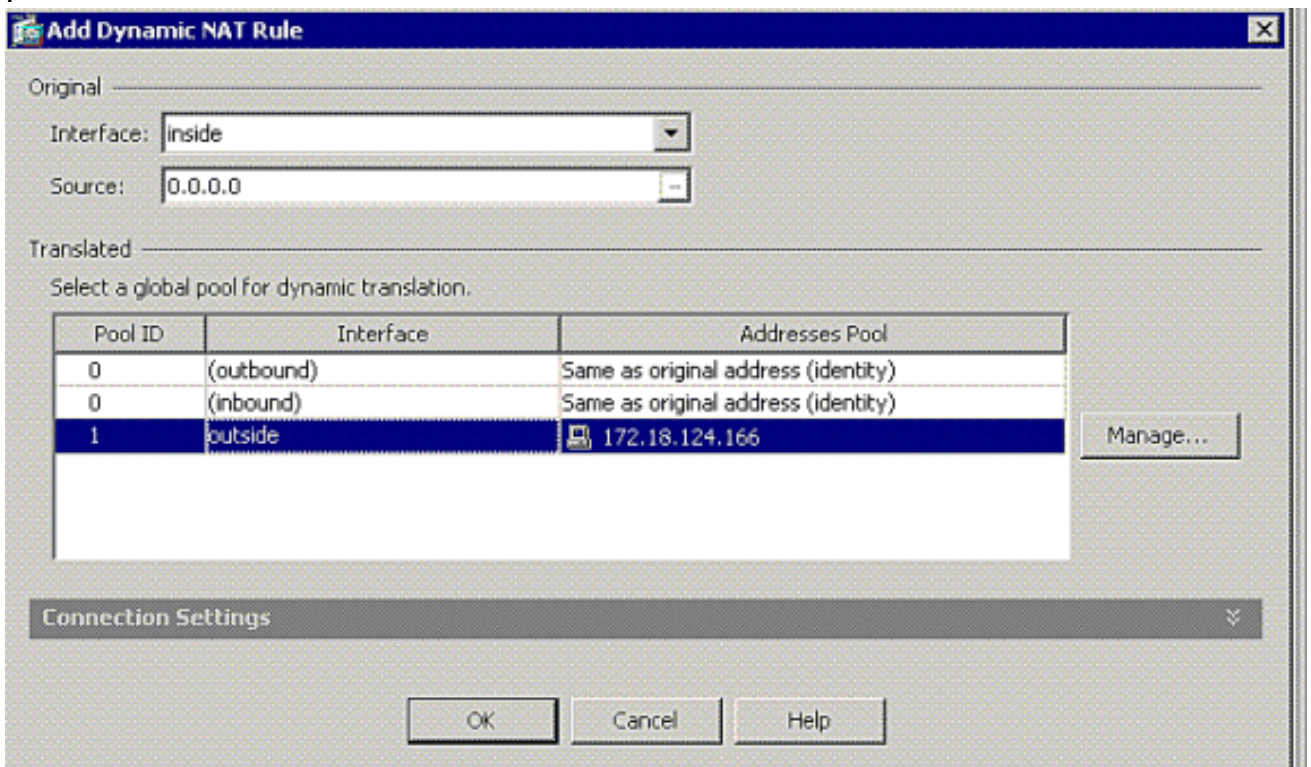 Add Dynamic NAT Rule
Original
Interface: inside
Source: 0.0.0.0
Translated
Select a global pool for dynamic translation.
Pool ID Interface Addresses Pool
0 (outbound) Same as original address (identity)
0 (inbound) Same as original address (identity)
1 outside 172.18.124.166
Manage...
Connection Settings
OK Cancel Help